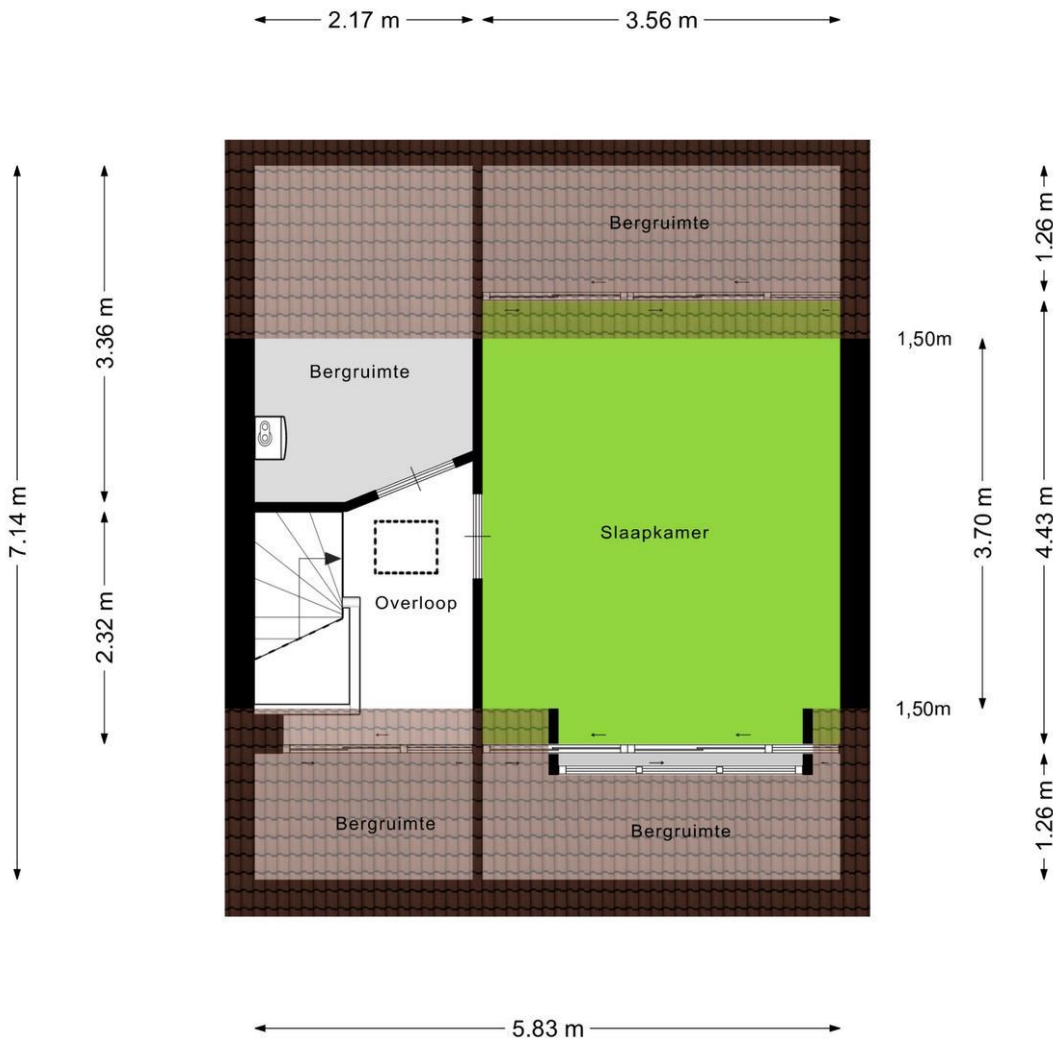 2.17 m
3.56 m
Bergruimte
1.26 m
3.36 m
1,50m
Bergruimte
7.14 m
3.70 m
4.43 m
Slaapkamer
2.32 m
Overloop
1,50m
Bergruimte
Bergruimte
1.26 m
5.83 m